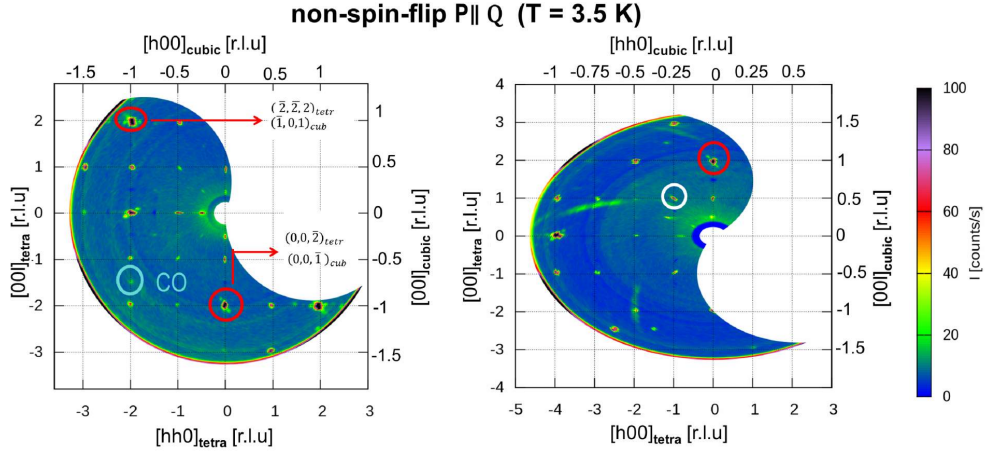 non-spin-flip P∥ Q (T = 3.5 K)
[h00]cubic [r.l.u]
-1.5 -1 -0.5 0 0.5 1
2
1
0
-1
-2
-3
[00l]tetra [r.l.u]
1
0.5
0
-0.5
-1
-1.5
[00l]cubic [r.l.u]
(2̅,2̅,2)tetr
(1̅,0,1)cub
(0,0,2̅)tetr
(0,0,1̅)cub
CO
-3 -2 -1 0 1 2 3
[hh0]tetra [r.l.u]
[hh0]cubic [r.l.u]
-1 -0.75 -0.5 -0.25 0 0.25 0.5
4
3
2
1
0
-1
-2
-3
-4
[00l]tetra [r.l.u]
1.5
1
0.5
0
-0.5
-1
-1.5
[00l]cubic [r.l.u]
-5 -4 -3 -2 -1 0 1 2 3
[h00]tetra [r.l.u]
100
80
60
40
20
0
I [counts/s]